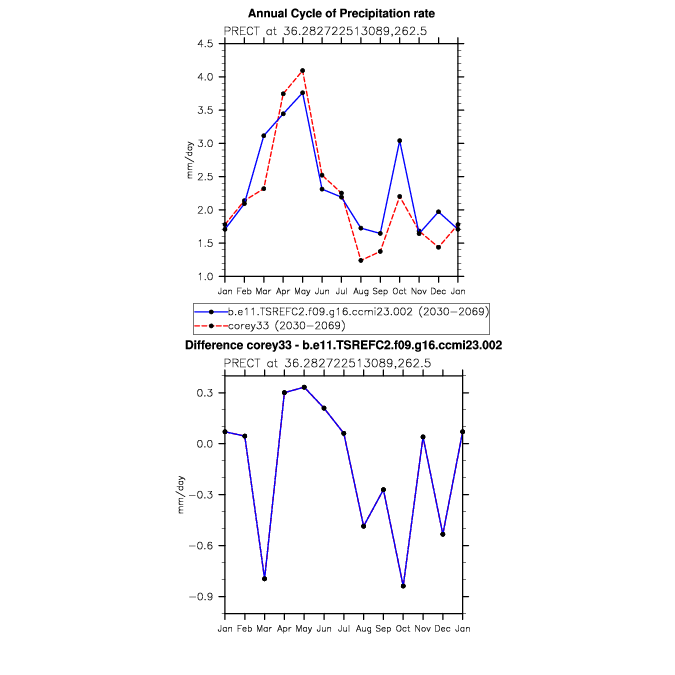 Annual Cycle of Precipitation rate
PRECT at 36.282722513089,262.5
4.5
4.0
3.5
3.0
2.5
2.0
1.5
1.0
mm/day
Jan Feb Mar Apr May Jun Jul Aug Sep Oct Nov Dec Jan
b.e11.TSREFC2.f09.g16.ccmi23.002 (2030-2069)
corey33 (2030-2069)
Difference corey33 - b.e11.TSREFC2.f09.g16.ccmi23.002
PRECT at 36.282722513089,262.5
0.3
0.0
-0.3
-0.6
-0.9
mm/day
Jan Feb Mar Apr May Jun Jul Aug Sep Oct Nov Dec Jan